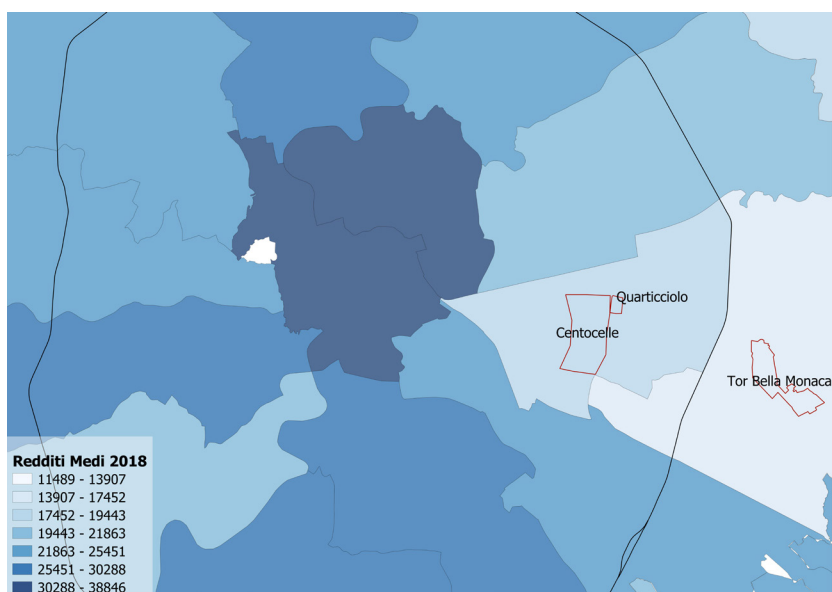 Quarticciolo
Centocelle
Tor Bella Monaca
Redditi Medi 2018
11489 - 13907
13907 - 17452
17452 - 19443
19443 - 21863
21863 - 25451
25451 - 30288
30288 - 38846